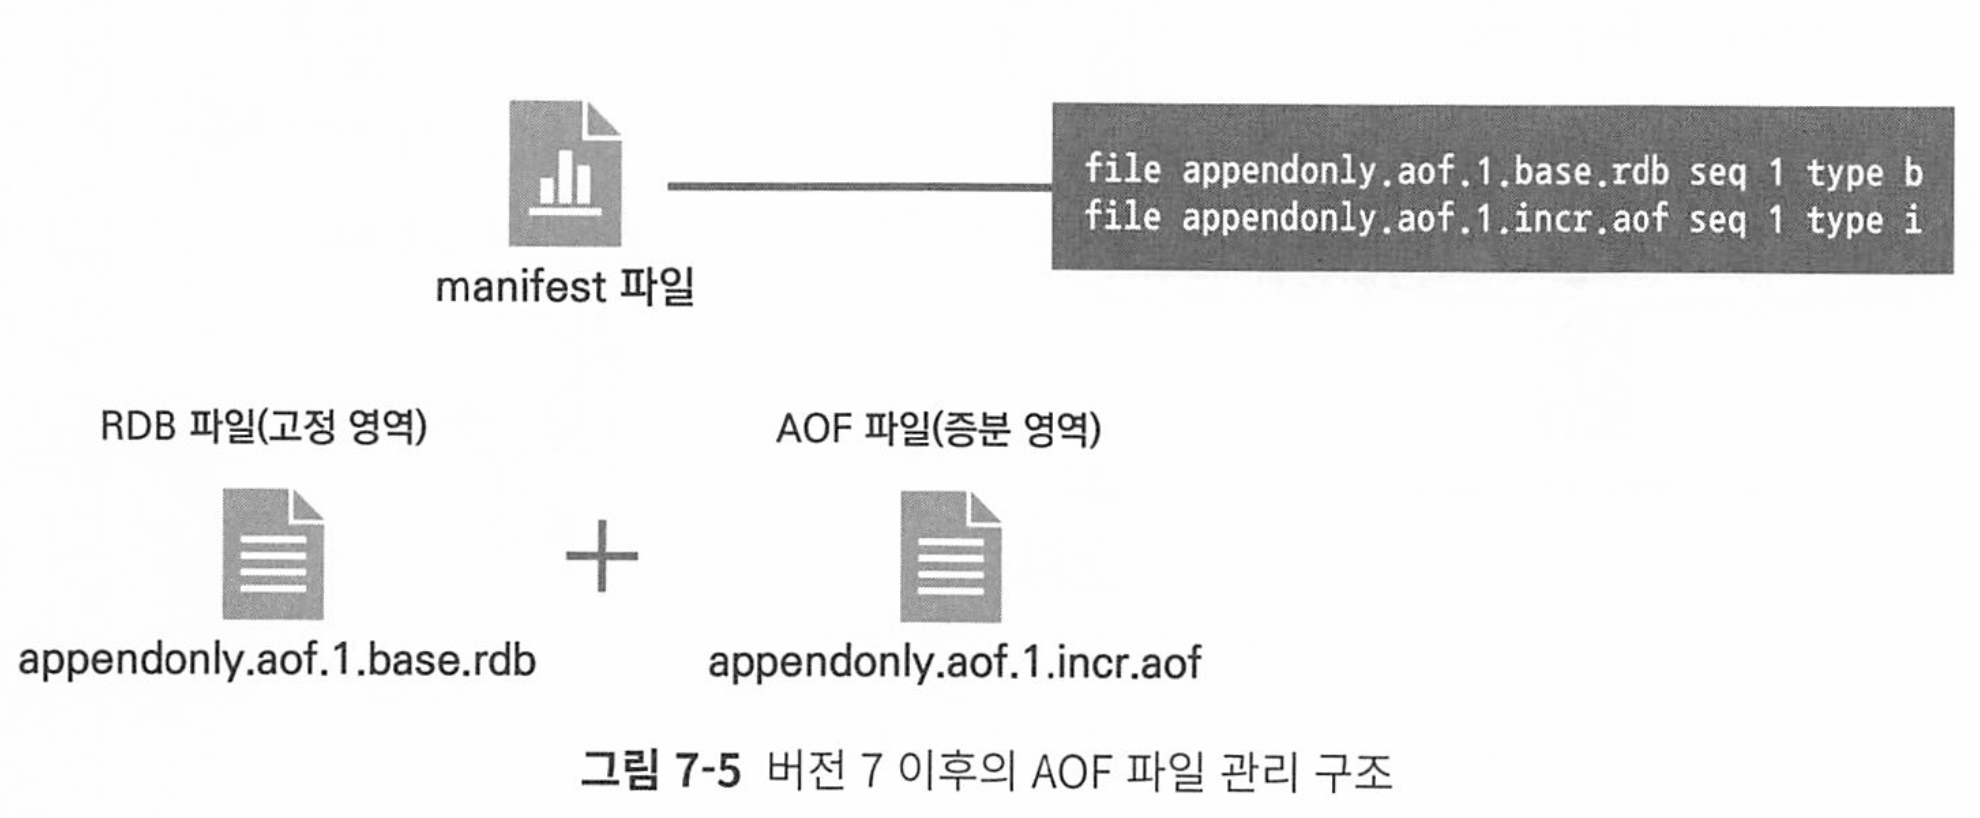 file appendonly.aof.1.base.rdb seq 1 type b
file appendonly.aof.1.incr.aof seq 1 type i
manifest 파일
RDB 파일(고정 영역)
AOF 파일(증분 영역)
appendonly.aof.1.base.rdb
appendonly.aof.1.incr.aof
그림 7-5 버전 7 이후의 AOF 파일 관리 구조